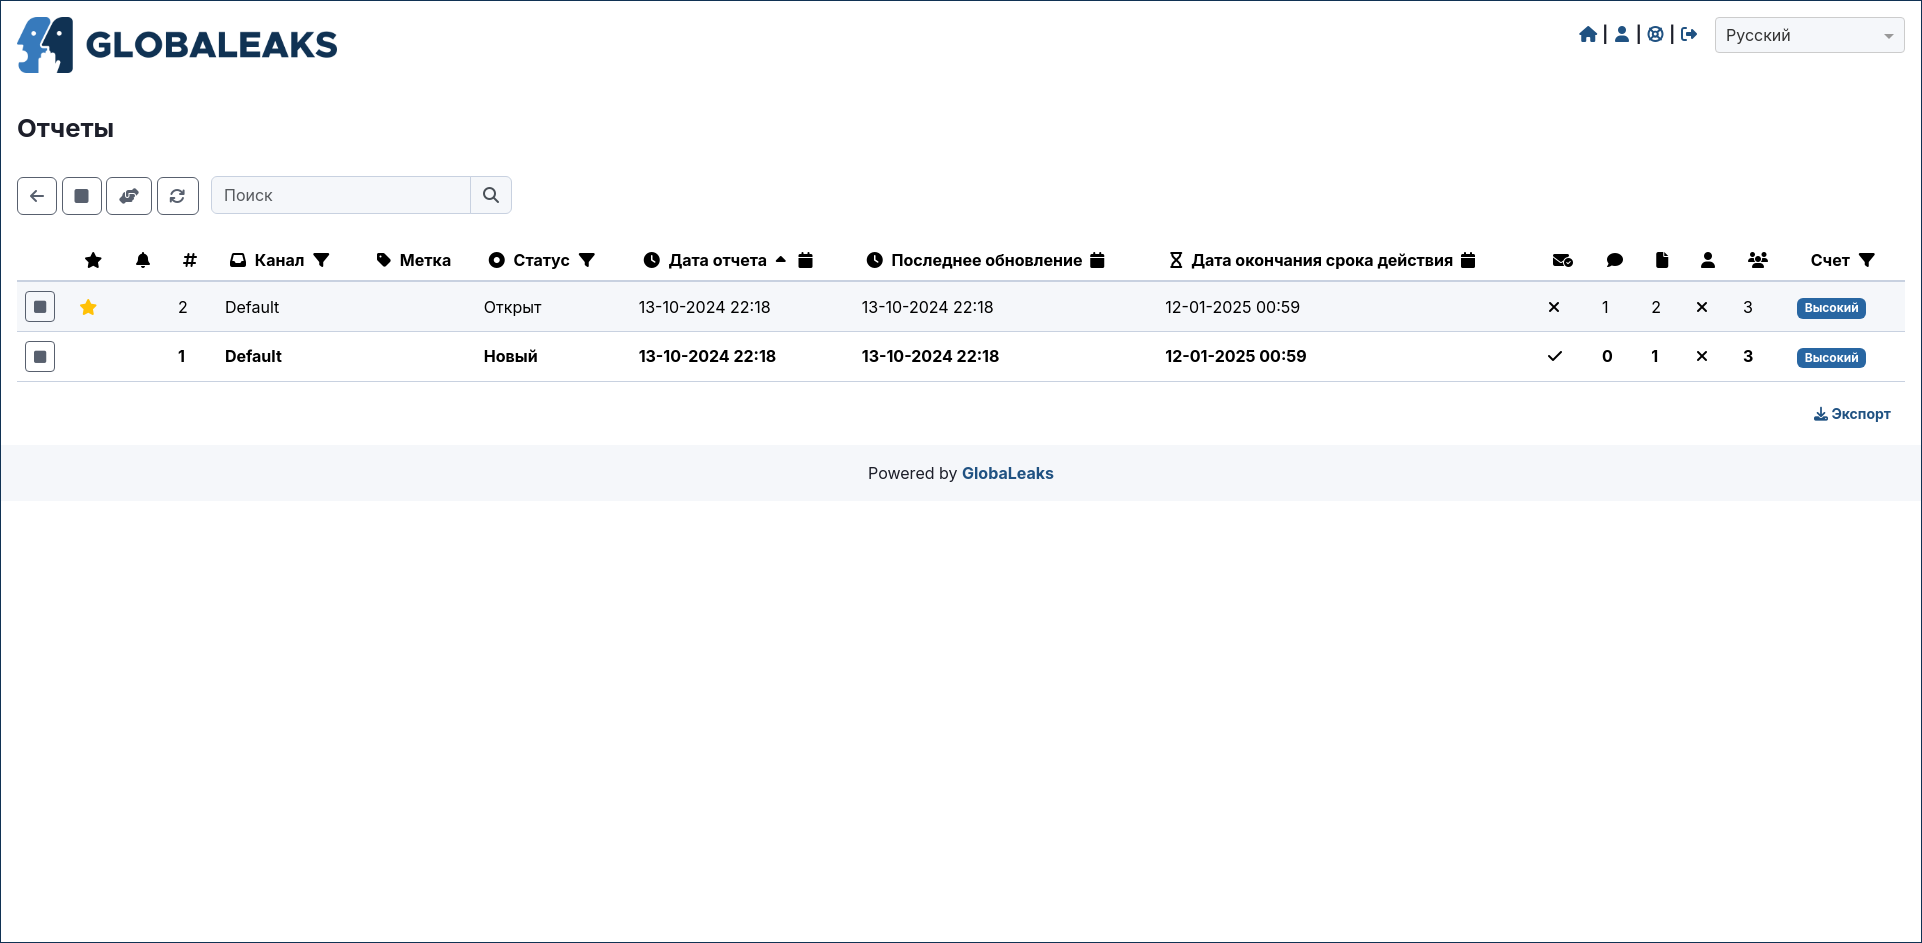 GLOBALEAKS
| | | Русский
Отчеты
Поиск
# Канал Метка Статус Дата отчета Последнее обновление Дата окончания срока действия Счет
2 Default Открыт 13-10-2024 22:18 13-10-2024 22:18 12-01-2025 00:59 1 2 3 Высокий
1 Default Новый 13-10-2024 22:18 13-10-2024 22:18 12-01-2025 00:59 0 1 3 Высокий
Экспорт
Powered by GlobaLeaks